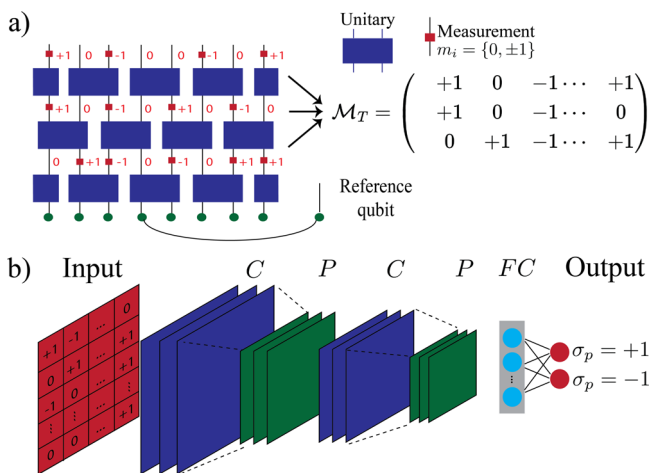 a)
Unitary
Measurement
m_i = {0, ±1}
+1 0 -1 0 0 -1 0 +1
+1 0 -1 0 +1 0 -1 0
0 +1 -1 0 -1 0 +1 +1
M_T =
+1 0 -1 ⋯ +1
+1 0 -1 ⋯ 0
0 +1 -1 ⋯ +1
Reference
qubit
b)
Input C P C P FC Output
+1 -1 ... 0
0 +1 ... +1
-1 0 ... 0
⋮ ⋮ ... ⋮
0 0 ... +1
⋮
σ_p = +1
σ_p = −1